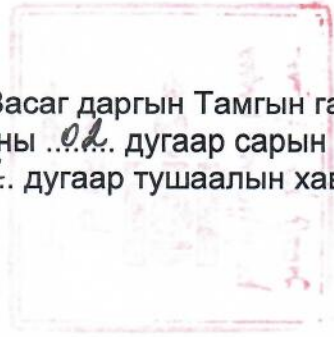 Засаг даргын Тамгын га
ны ..02.. дугаар сарын
.. дугаар тушаалын хав